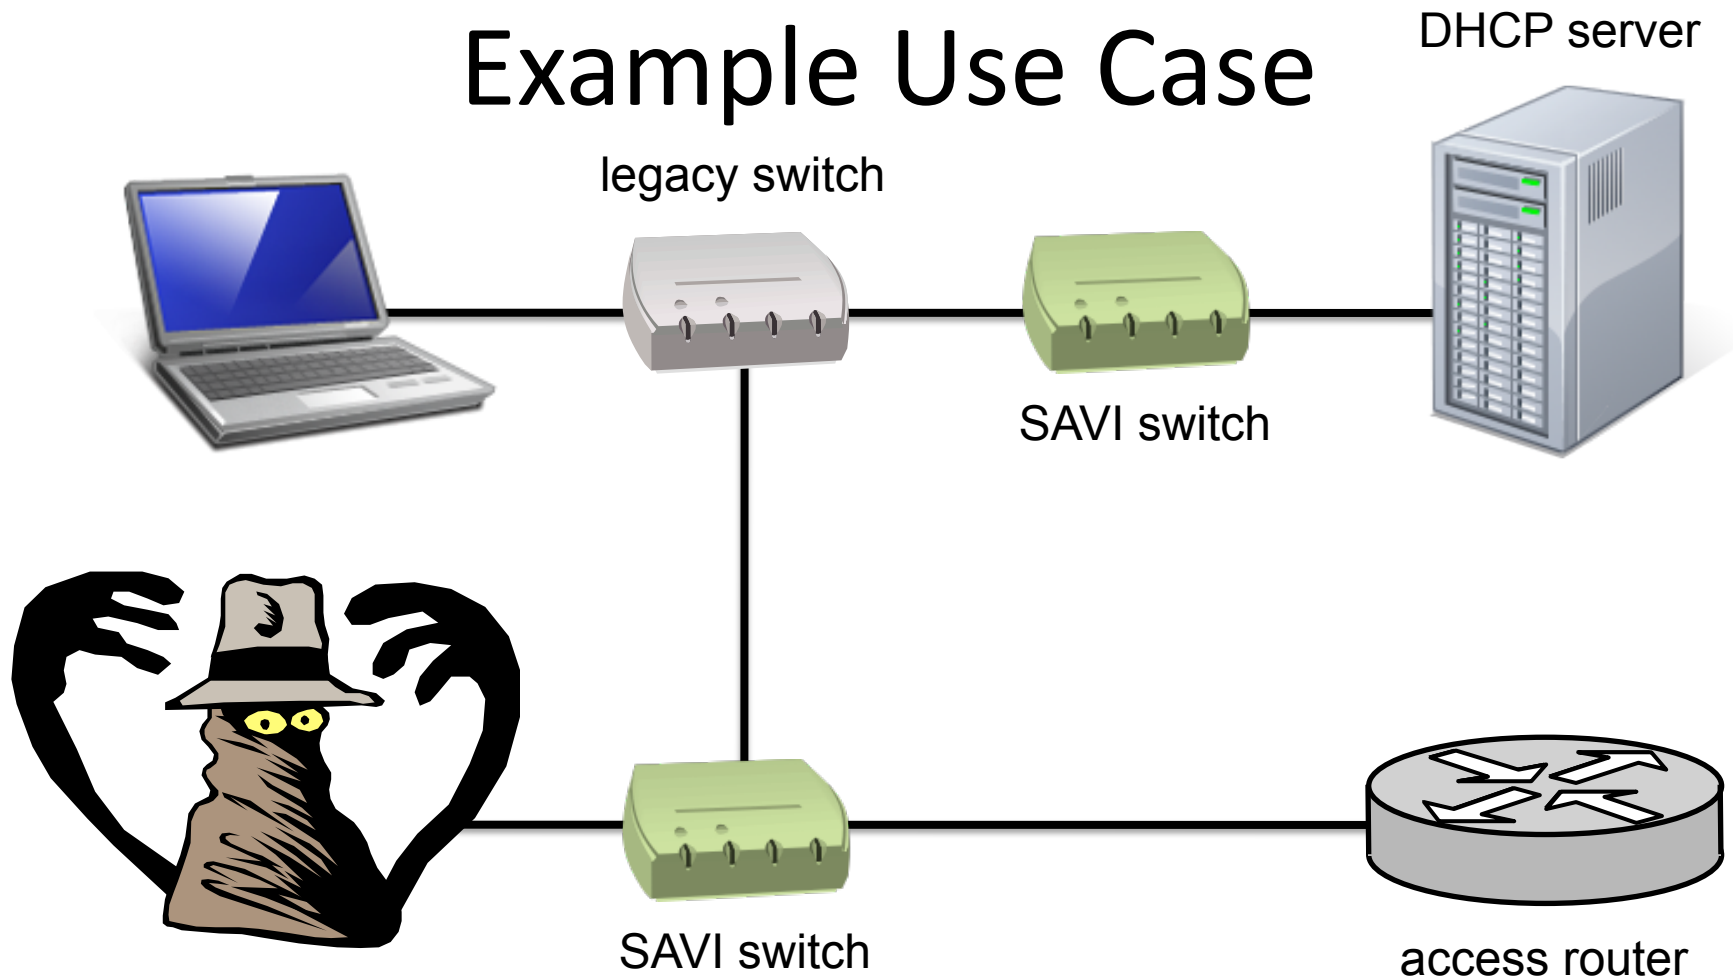 Example Use Case
DHCP server
legacy switch
SAVI switch
SAVI switch
access router